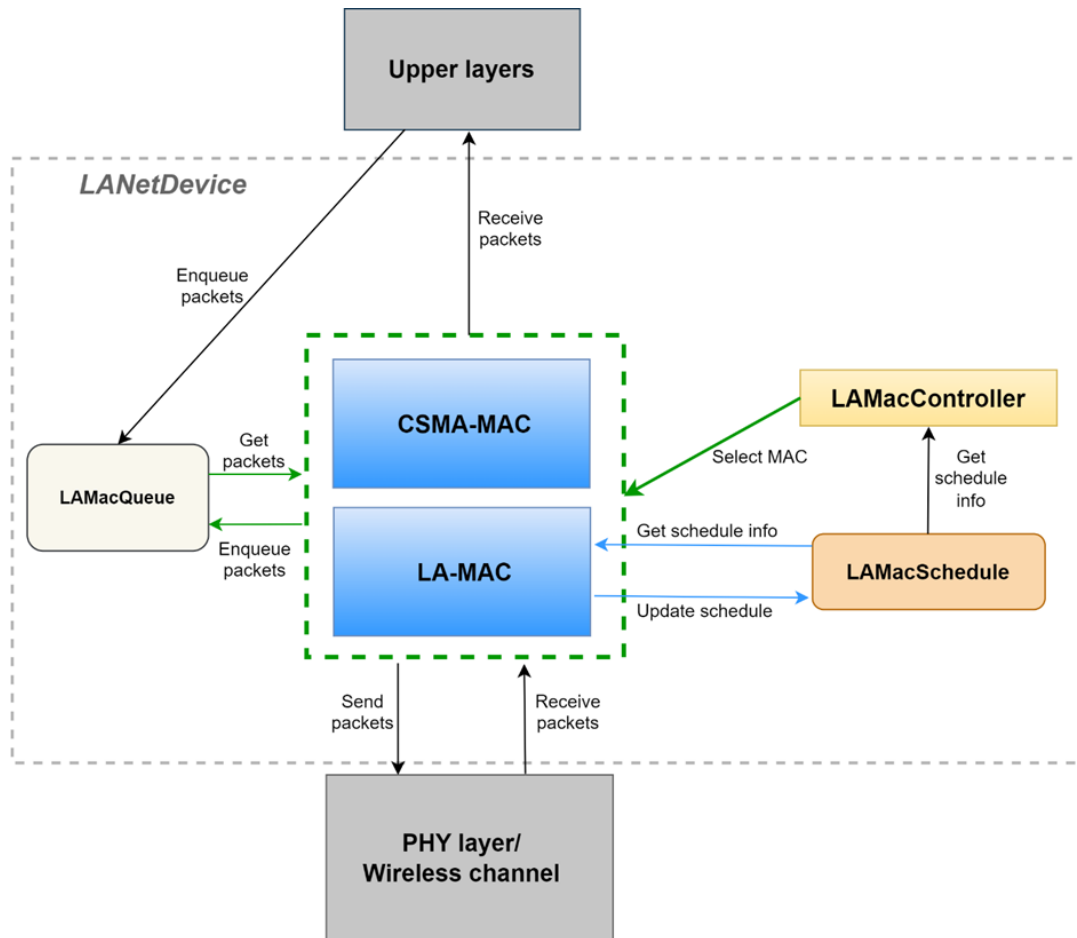 Upper layers
LANetDevice
Receive
packets
Enqueue
packets
CSMA-MAC
LAMacController
Get
packets
Select MAC
Get
schedule
info
LAMacQueue
Get schedule info
Enqueue
packets
LA-MAC
LAMacSchedule
Update schedule
Send
packets
Receive
packets
PHY layer/
Wireless channel